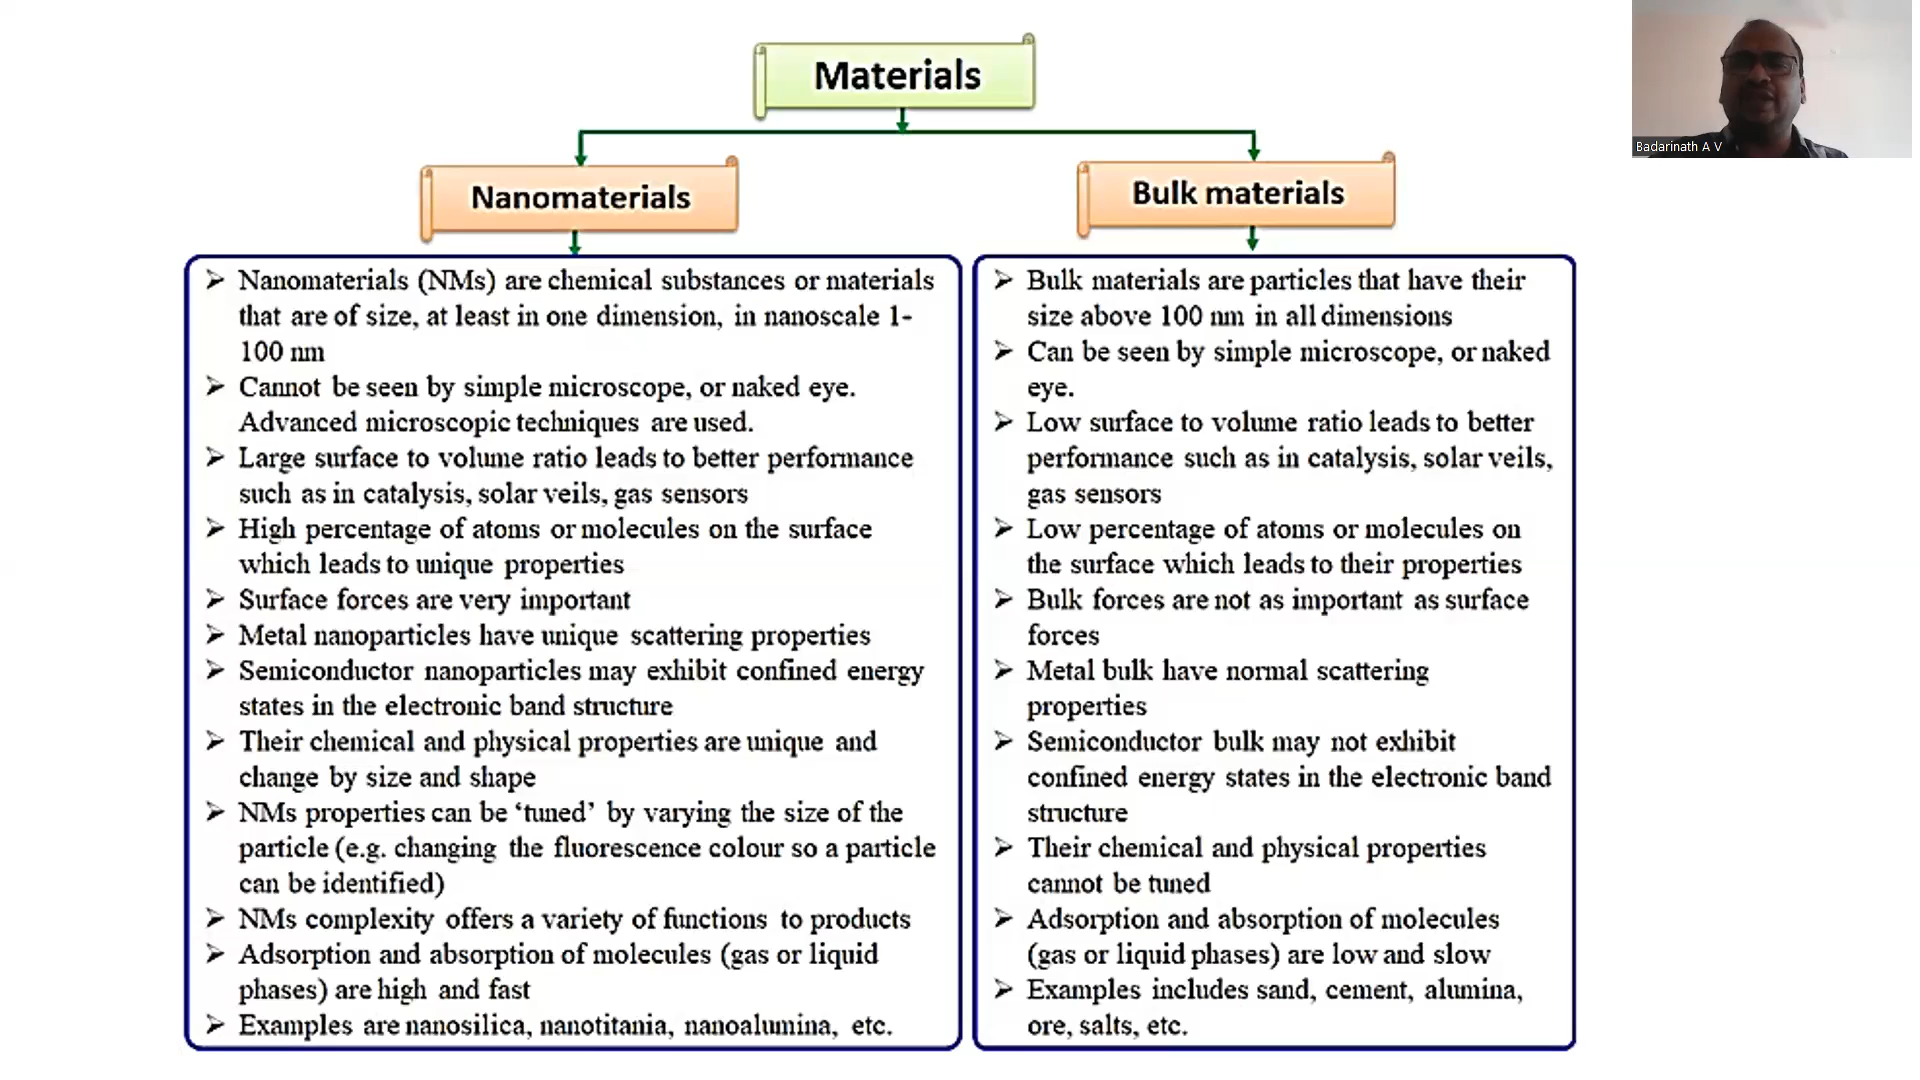 Materials
Nanomaterials
Bulk materials
➢ Nanomaterials (NMs) are chemical substances or materials
that are of size, at least in one dimension, in nanoscale 1-
100 nm
➢ Cannot be seen by simple microscope, or naked eye.
Advanced microscopic techniques are used.
➢ Large surface to volume ratio leads to better performance
such as in catalysis, solar veils, gas sensors
➢ High percentage of atoms or molecules on the surface
which leads to unique properties
➢ Surface forces are very important
➢ Metal nanoparticles have unique scattering properties
➢ Semiconductor nanoparticles may exhibit confined energy
states in the electronic band structure
➢ Their chemical and physical properties are unique and
change by size and shape
➢ NMs properties can be ‘tuned’ by varying the size of the
particle (e.g. changing the fluorescence colour so a particle
can be identified)
➢ NMs complexity offers a variety of functions to products
➢ Adsorption and absorption of molecules (gas or liquid
phases) are high and fast
➢ Examples are nanosilica, nanotitania, nanoalumina, etc.
➢ Bulk materials are particles that have their
size above 100 nm in all dimensions
➢ Can be seen by simple microscope, or naked
eye.
➢ Low surface to volume ratio leads to better
performance such as in catalysis, solar veils,
gas sensors
➢ Low percentage of atoms or molecules on
the surface which leads to their properties
➢ Bulk forces are not as important as surface
forces
➢ Metal bulk have normal scattering
properties
➢ Semiconductor bulk may not exhibit
confined energy states in the electronic band
structure
➢ Their chemical and physical properties
cannot be tuned
➢ Adsorption and absorption of molecules
(gas or liquid phases) are low and slow
➢ Examples includes sand, cement, alumina,
ore, salts, etc.
Badarinath A V